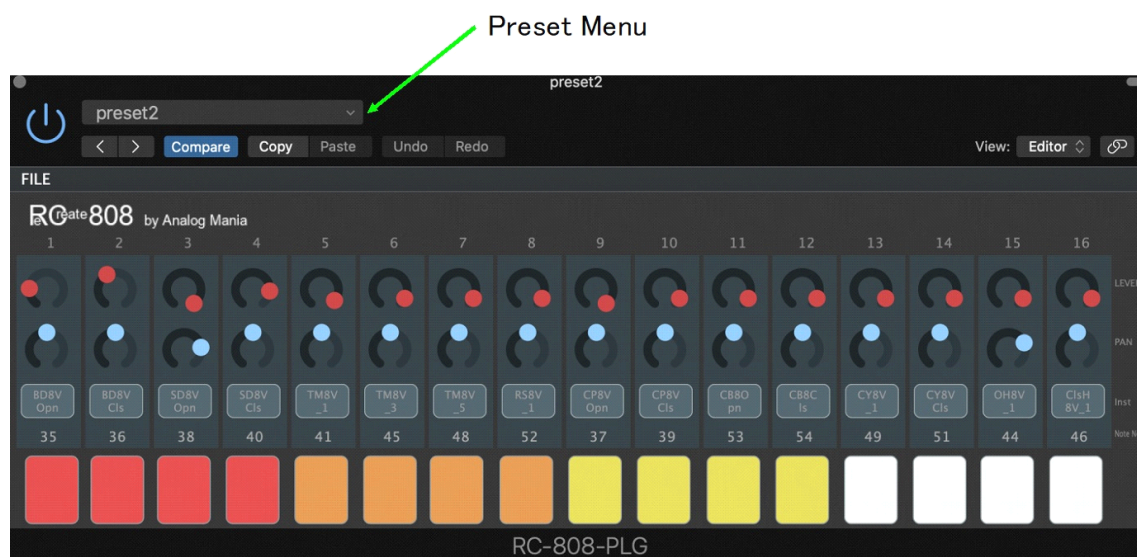 Preset Menu
preset2
preset2
< > Compare Copy Paste Undo Redo View: Editor
FILE
ReCreate808 by Analog Mania
1 2 3 4 5 6 7 8 9 10 11 12 13 14 15 16
LEVEL
PAN
BD8V BD8V SD8V SD8V TM8V TM8V TM8V RS8V CP8V CP8V CB8O CB8C CY8V CY8V OH8V ClsH
Opn Cls Opn Cls _1 _3 _5 _1 Opn Cls pn ls _1 Cls _1 8V_1
Inst
35 36 38 40 41 45 48 52 37 39 53 54 49 51 44 46 Note N
RC-808-PLG